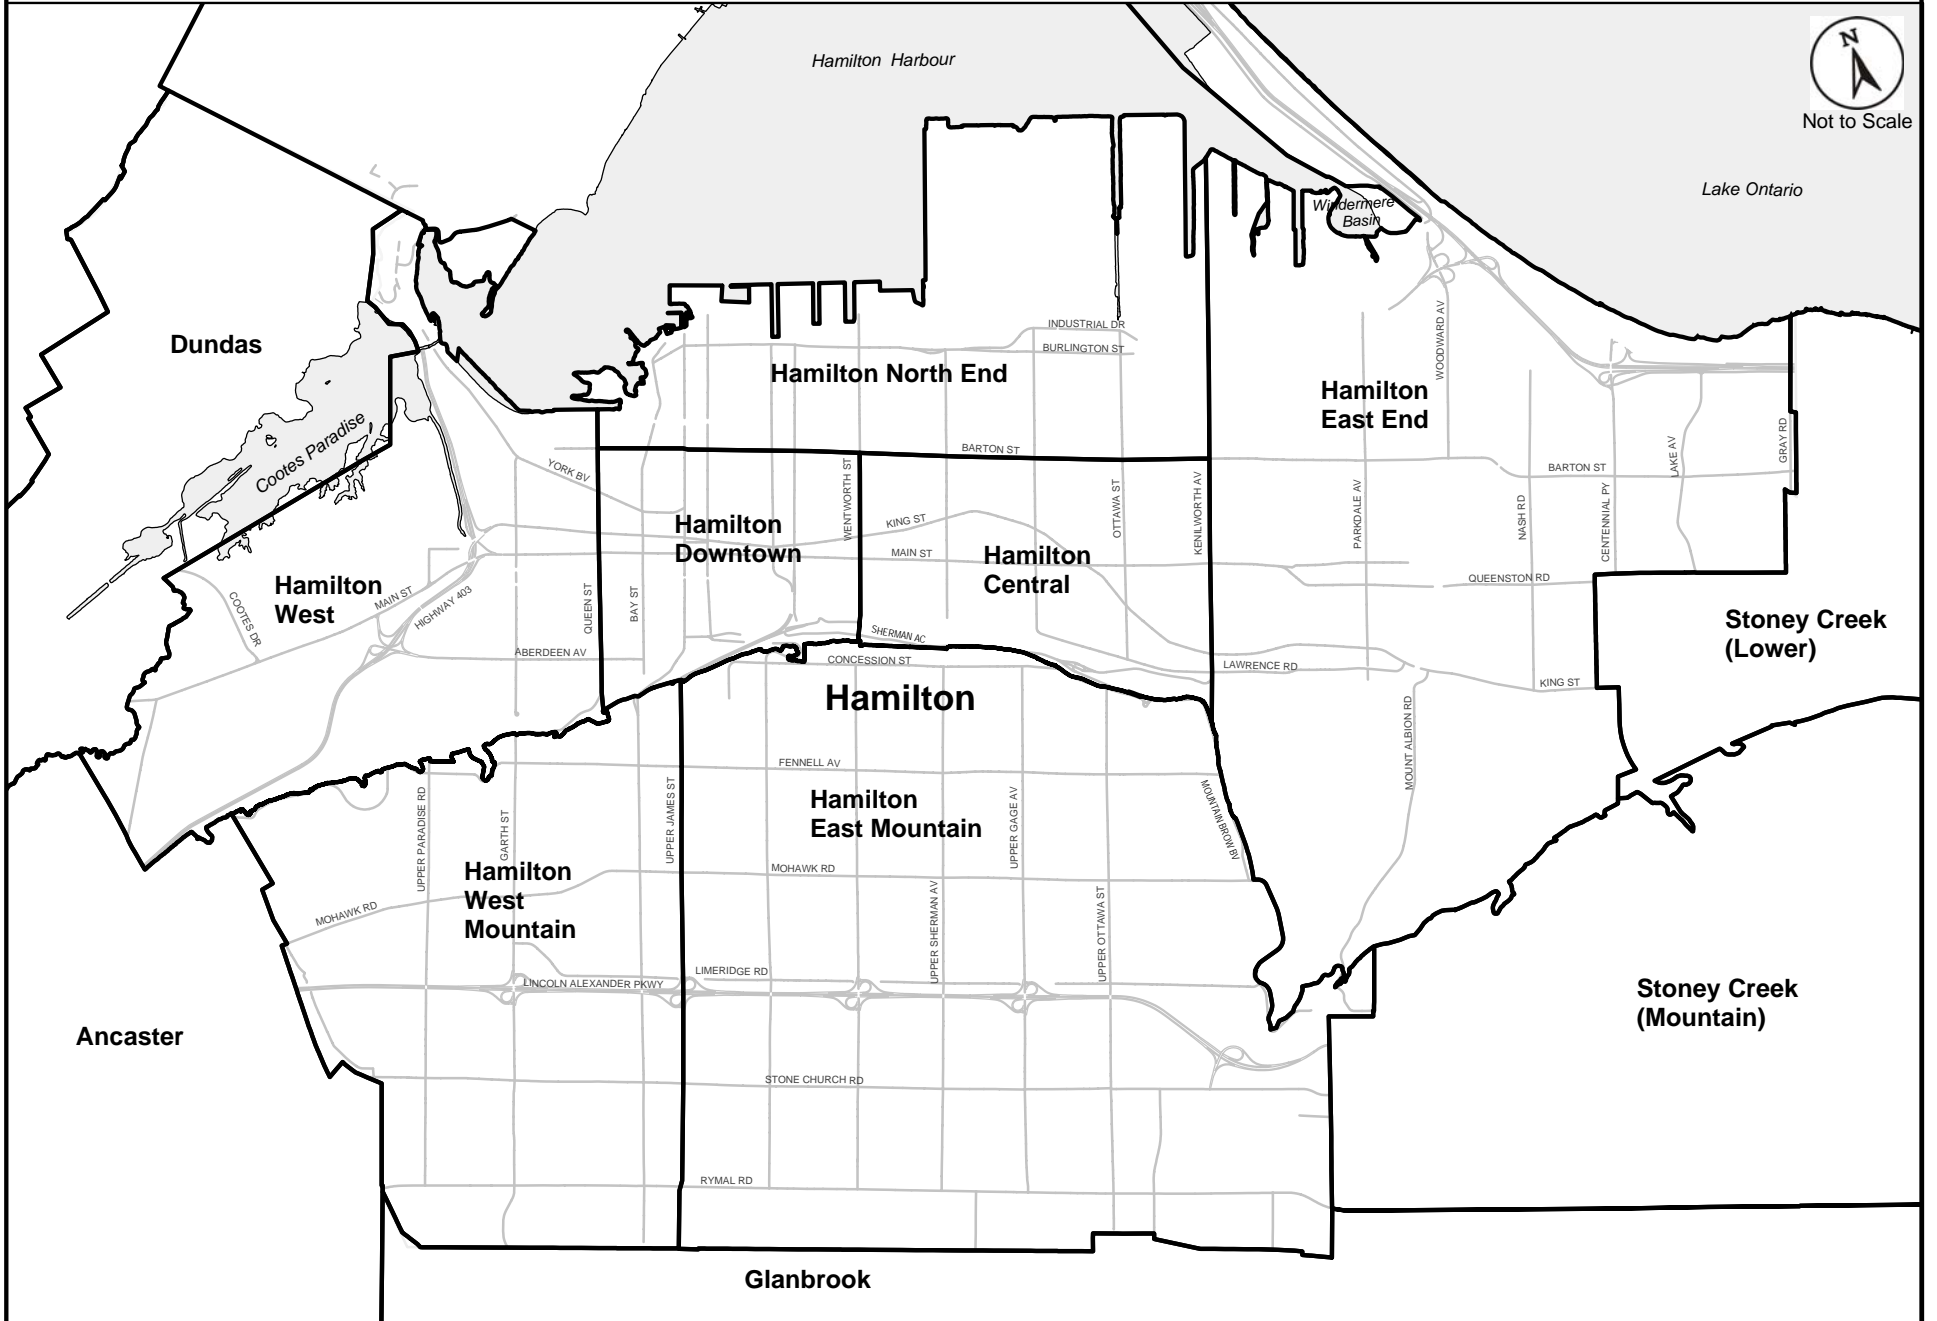 Hamilton Harbour
N
Not to Scale
Lake Ontario
Windermere
Basin
Dundas
INDUSTRIAL DR
BURLINGTON ST
Hamilton North End
WOODWARD AV
Hamilton
East End
Cootes Paradise
YORK BV
BARTON ST
WENTWORTH ST
OTTAWA ST
KENILWORTH AV
PARKDALE AV
NASH RD
BARTON ST
CENTENNIAL PY
LAKE AV
GRAY RD
KING ST
MAIN ST
Hamilton
Downtown
Hamilton
Central
Hamilton
West
COOTES DR
MAIN ST
HIGHWAY 403
QUEEN ST
BAY ST
QUEENSTON RD
Stoney Creek
(Lower)
ABERDEEN AV
SHERMAN AC
CONCESSION ST
LAWRENCE RD
KING ST
Hamilton
MOUNT ALBION RD
FENNELL AV
UPPER PARADISE RD
GARTH ST
UPPER JAMES ST
Hamilton
East Mountain
UPPER GAGE AV
MOUNTAIN BROW BV
Hamilton
West
Mountain
MOHAWK RD
MOHAWK RD
UPPER SHERMAN AV
UPPER OTTAWA ST
LIMERIDGE RD
LINCOLN ALEXANDER PKWY
Stoney Creek
(Mountain)
Ancaster
STONE CHURCH RD
RYMAL RD
Glanbrook